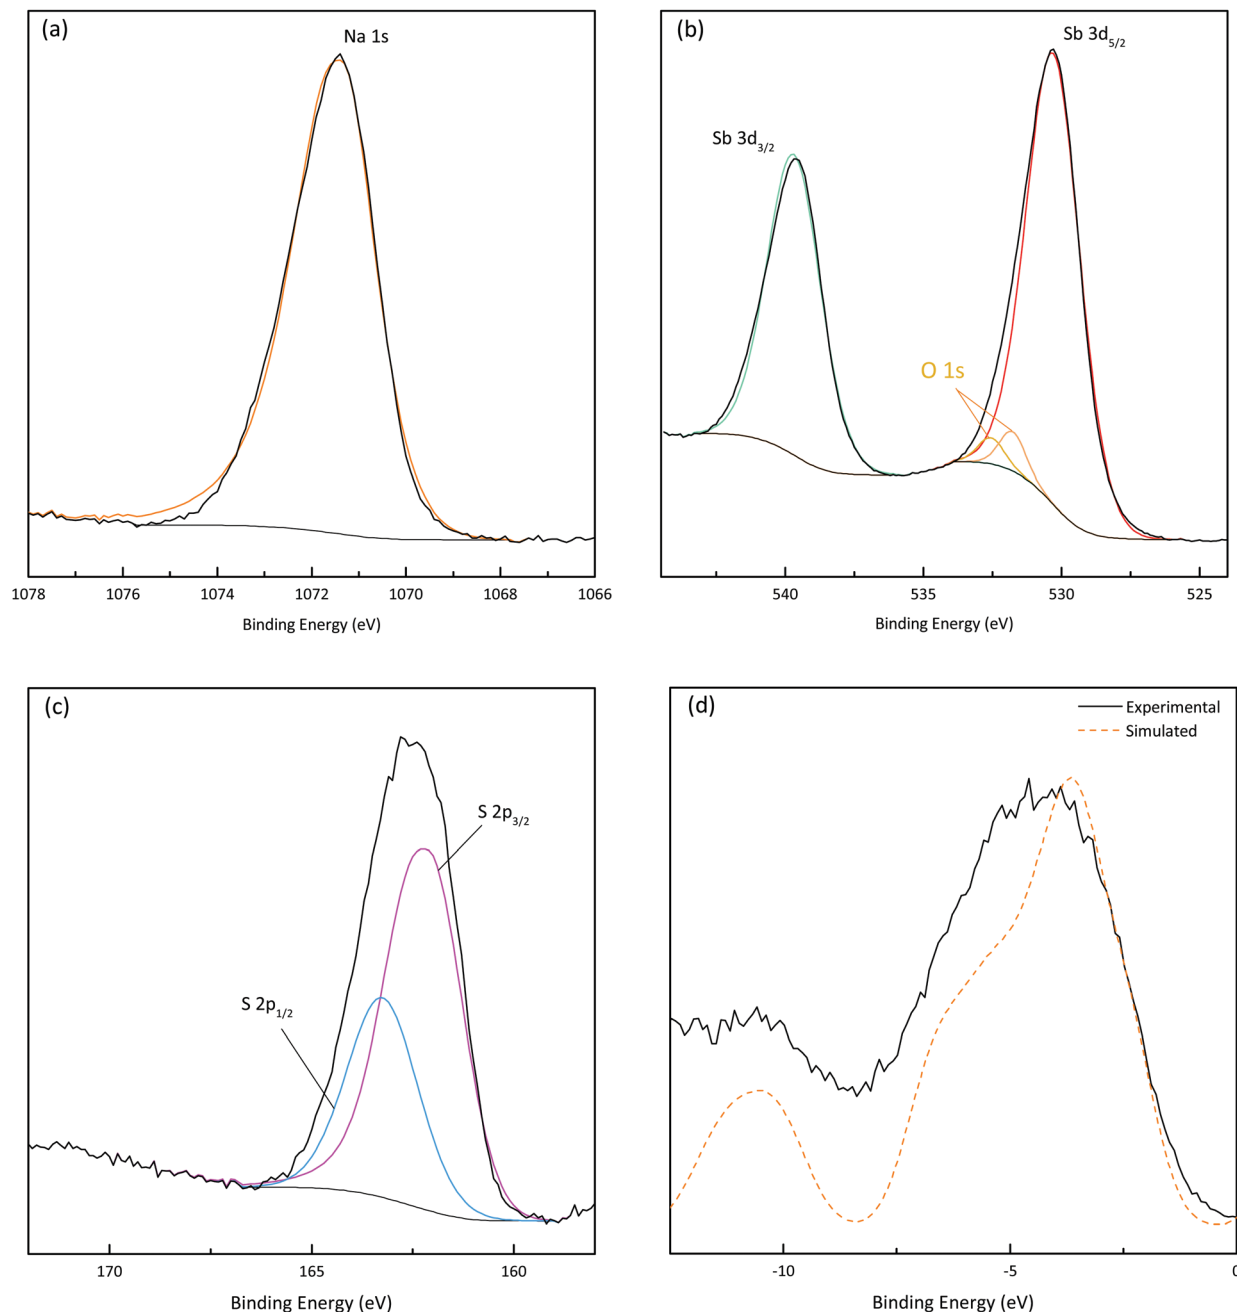 (a)
Na 1s
1078 1076 1074 1072 1070 1068 1066
Binding Energy (eV)
(b)
Sb 3d5/2
Sb 3d3/2
O 1s
540 535 530 525
Binding Energy (eV)
(c)
S 2p3/2
S 2p1/2
170 165 160
Binding Energy (eV)
(d)
Experimental
Simulated
-10 -5 0
Binding Energy (eV)